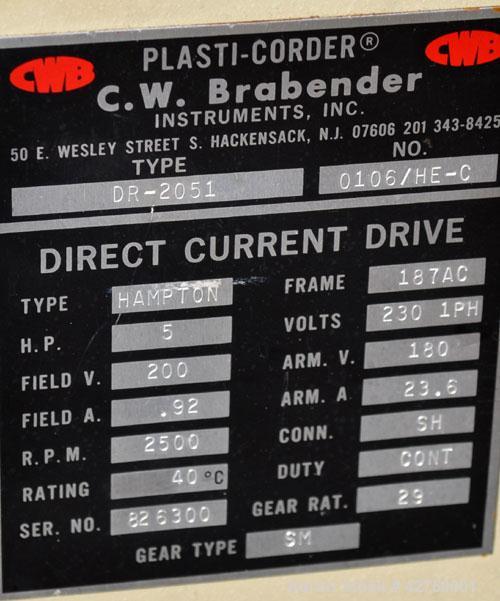 CWB PLASTI-CORDER® CWB
C.W. Brabender
INSTRUMENTS, INC.
50 E. WESLEY STREET S. HACKENSACK, N.J. 07606 201 343-8425
TYPE NO.
DR-2051 0106/HE-C
DIRECT CURRENT DRIVE
TYPE HAMPTON FRAME 187AC
H.P. 5 VOLTS 230 1PH
FIELD V. 200 ARM. V. 180
FIELD A. .92 ARM. A. 23.6
R.P.M. 2500 CONN. SH
RATING 40 °C DUTY CONT
SER. NO. 826300 GEAR RAT. 29
GEAR TYPE SM